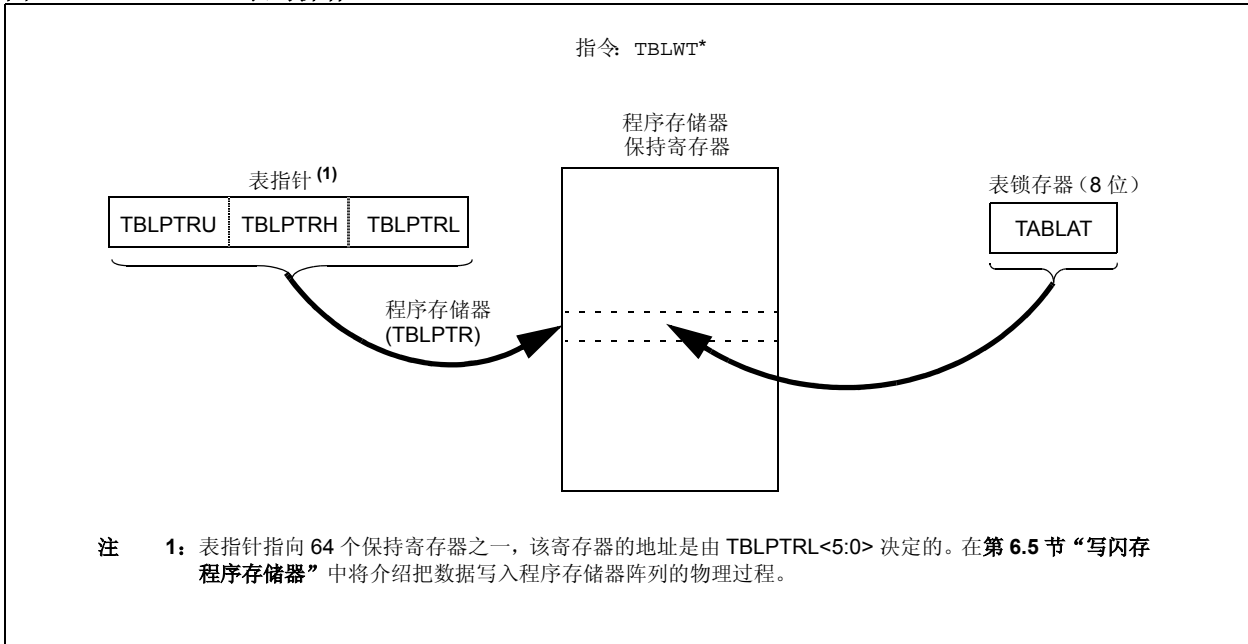 指令: TBLWT*
程序存储器
保持寄存器
表指针 (1)
TBLPTRU TBLPTRH TBLPTRL
表锁存器(8 位)
TABLAT
程序存储器
(TBLPTR)
注 1: 表指针指向 64 个保持寄存器之一,该寄存器的地址是由 TBLPTRL<5:0> 决定的。在第 6.5 节“写闪存
程序存储器”中将介绍把数据写入程序存储器阵列的物理过程。